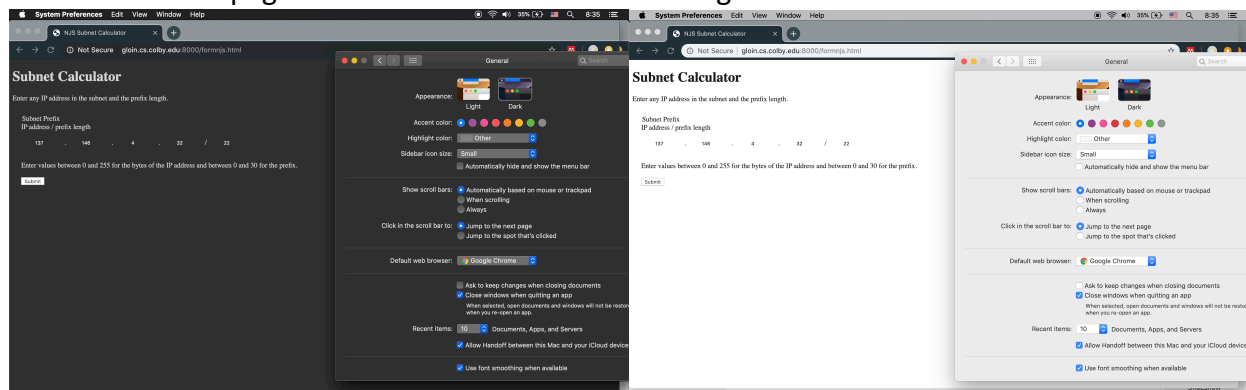 System Preferences Edit View Window Help 35% 8:35
NJS Subnet Calculator
Not Secure gloin.cs.colby.edu:8000/formnjs.html
Subnet Calculator
Enter any IP address in the subnet and the prefix length.
Subnet Prefix
IP address / prefix length
137 . 146 . 4 . 32 / 22
Enter values between 0 and 255 for the bytes of the IP address and between 0 and 30 for the prefix.
Submit
General
Search
Appearance:
Light Dark
Accent color:
Highlight color: Other
Sidebar icon size: Small
Automatically hide and show the menu bar
Show scroll bars: Automatically based on mouse or trackpad
When scrolling
Always
Click in the scroll bar to: Jump to the next page
Jump to the spot that's clicked
Default web browser: Google Chrome
Ask to keep changes when closing documents
Close windows when quitting an app
When selected, open documents and windows will not be restor
when you re-open an app.
Recent items: 10 Documents, Apps, and Servers
Allow Handoff between this Mac and your iCloud device
Use font smoothing when available
System Preferences Edit View Window Help 35% 8:35
NJS Subnet Calculator
Not Secure | gloin.cs.colby.edu:8000/formnjs.html
Subnet Calculator
Enter any IP address in the subnet and the prefix length.
Subnet Prefix
IP address / prefix length
137 . 146 . 4 . 32 / 22
Enter values between 0 and 255 for the bytes of the IP address and between 0 and 30 for the prefix.
Submit
General
Search
Appearance:
Light Dark
Accent color:
Highlight color: Other
Sidebar icon size: Small
Automatically hide and show the menu bar
Show scroll bars: Automatically based on mouse or trackpad
When scrolling
Always
Click in the scroll bar to: Jump to the next page
Jump to the spot that's clicked
Default web browser: Google Chrome
Ask to keep changes when closing documents
Close windows when quitting an app
When selected, open documents and windows will not be restor
when you re-open an app.
Recent items: 10 Documents, Apps, and Servers
Allow Handoff between this Mac and your iCloud device
Use font smoothing when available